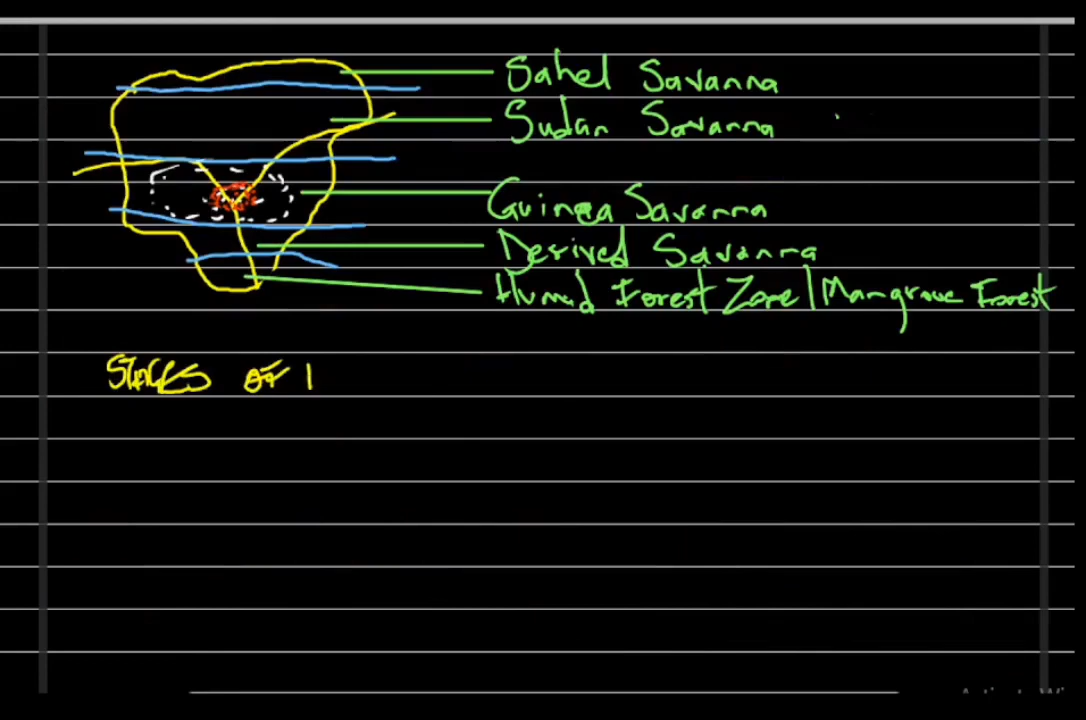 Sahel Savanna
Sudan Savanna
Guinea Savanna
Derived Savanna
Humid Forest Zone/Mangrove Forest
STAGES OF